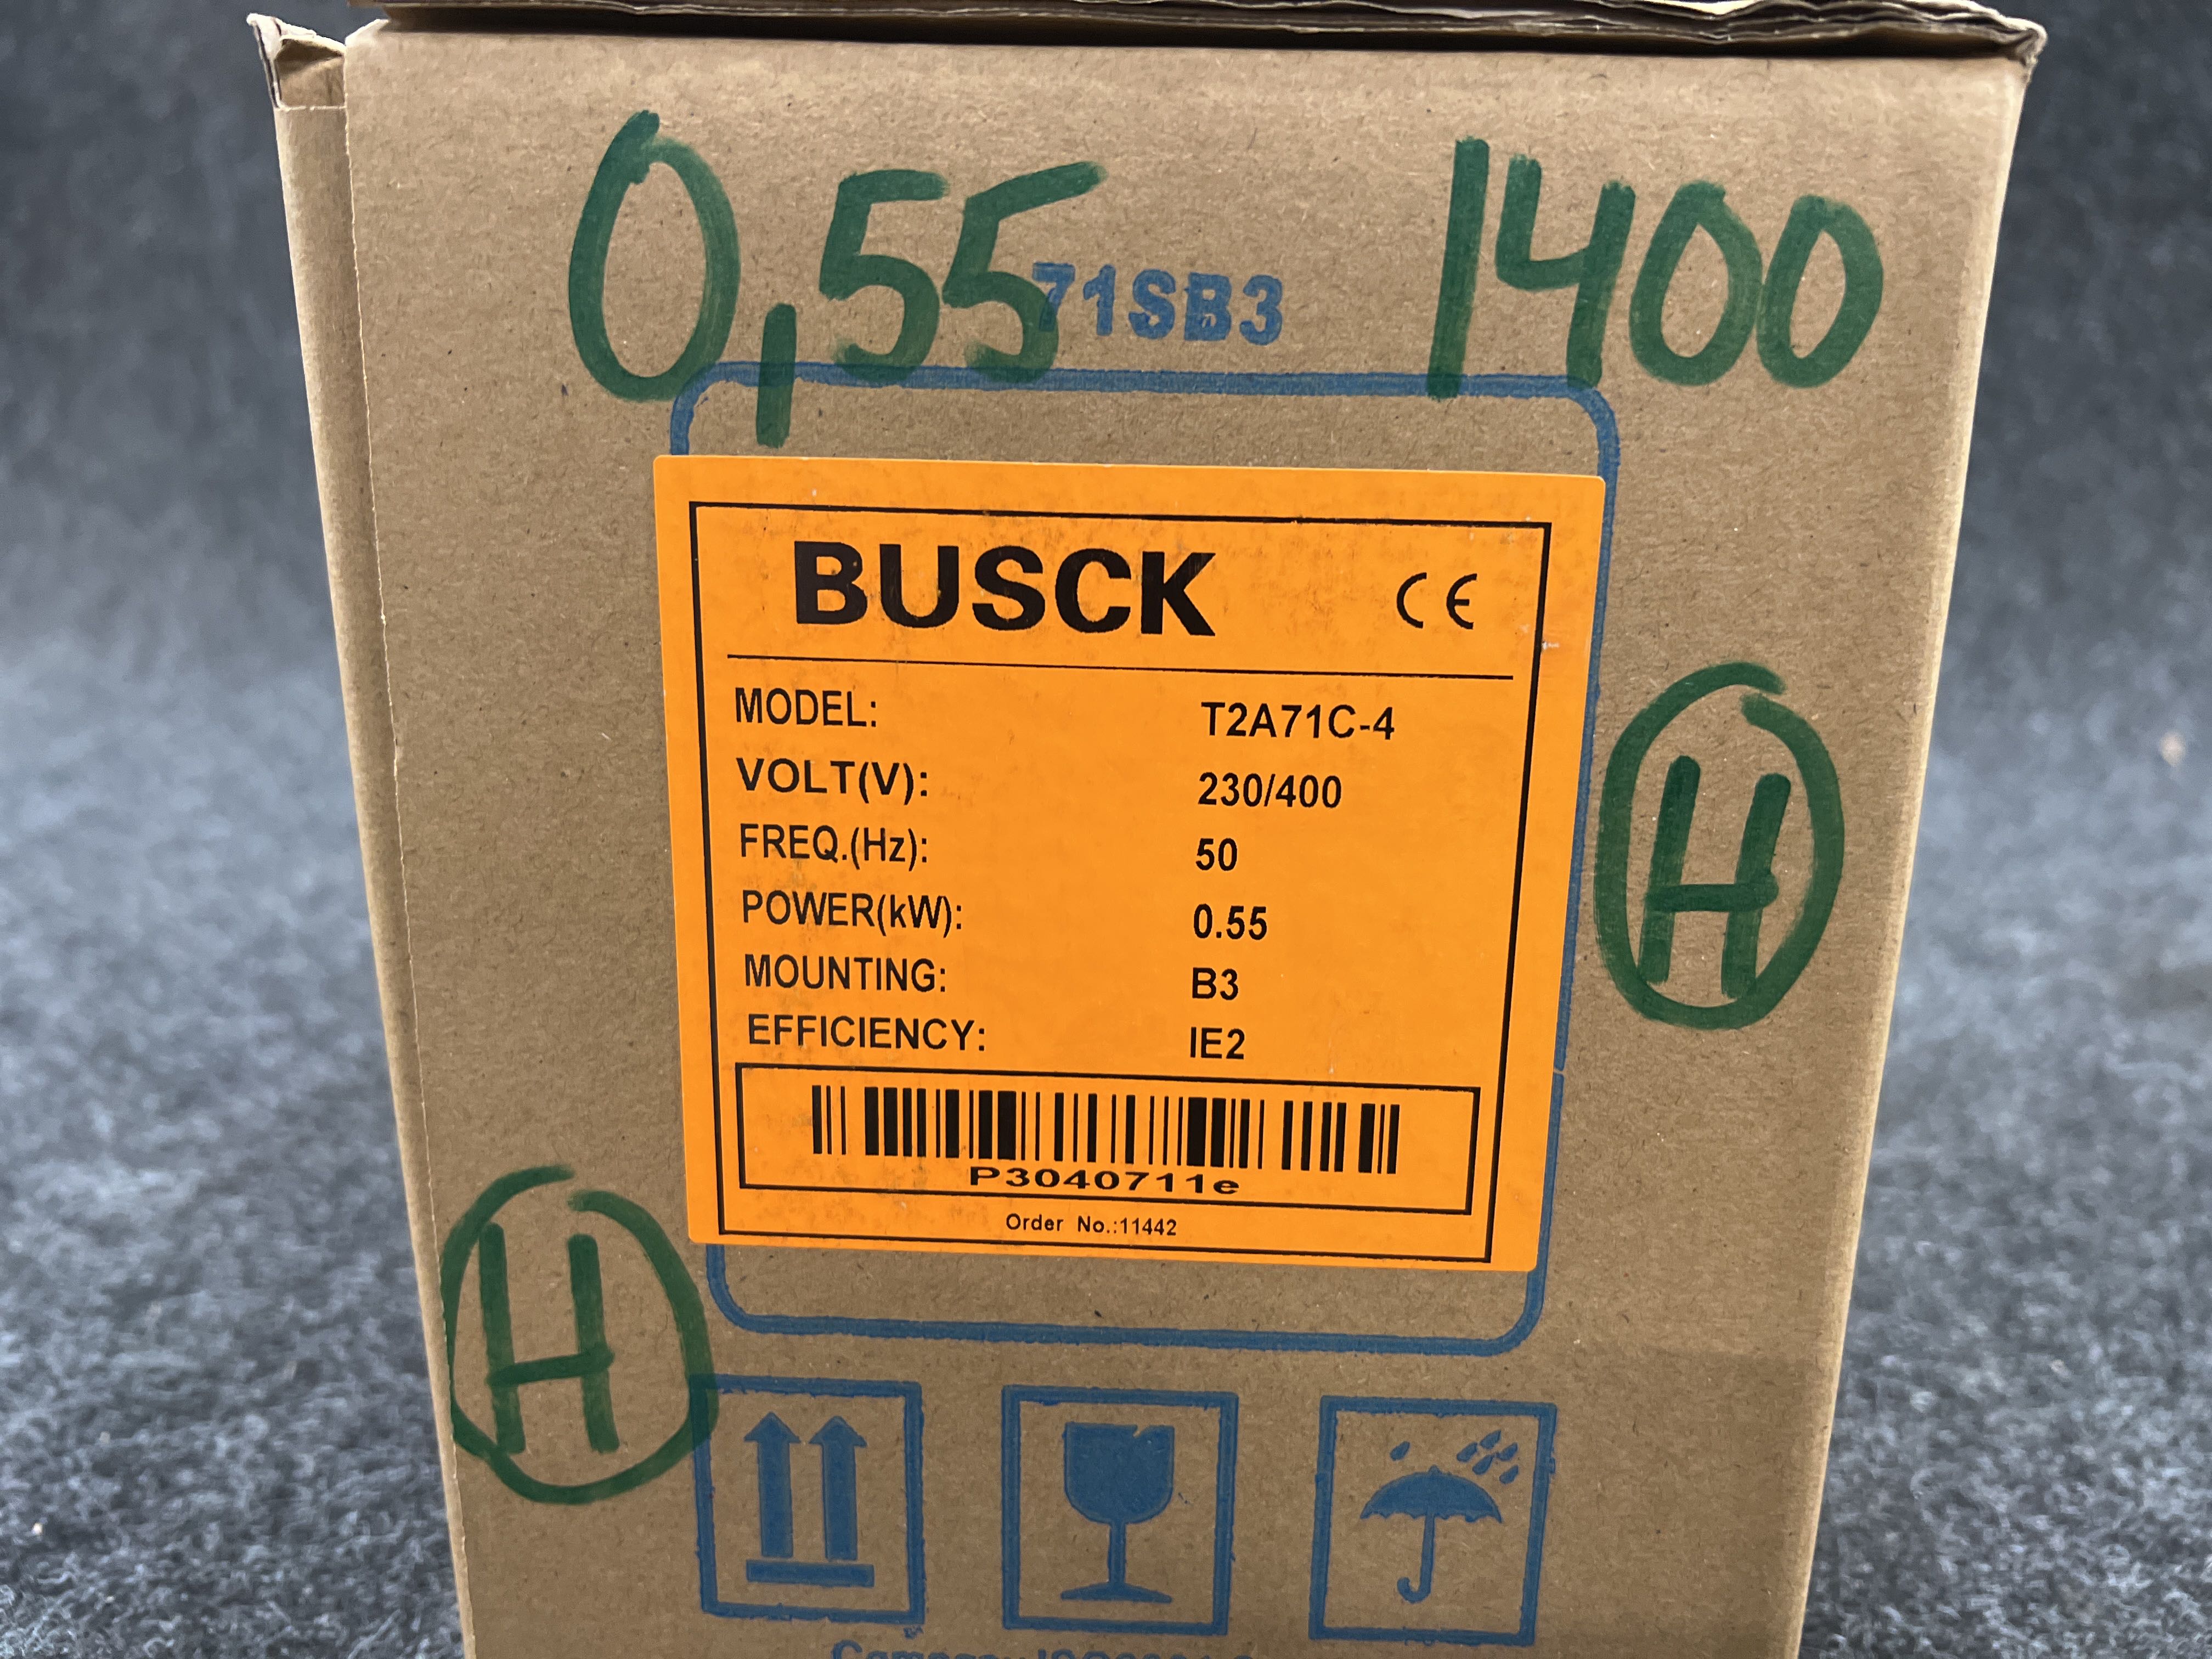 0,55 1400
71SB3
BUSCK CE
MODEL: T2A71C-4
VOLT(V): 230/400
FREQ.(Hz): 50
POWER(kW): 0.55
MOUNTING: B3
EFFICIENCY: IE2
P3040711e
Order No.:11442
H
H